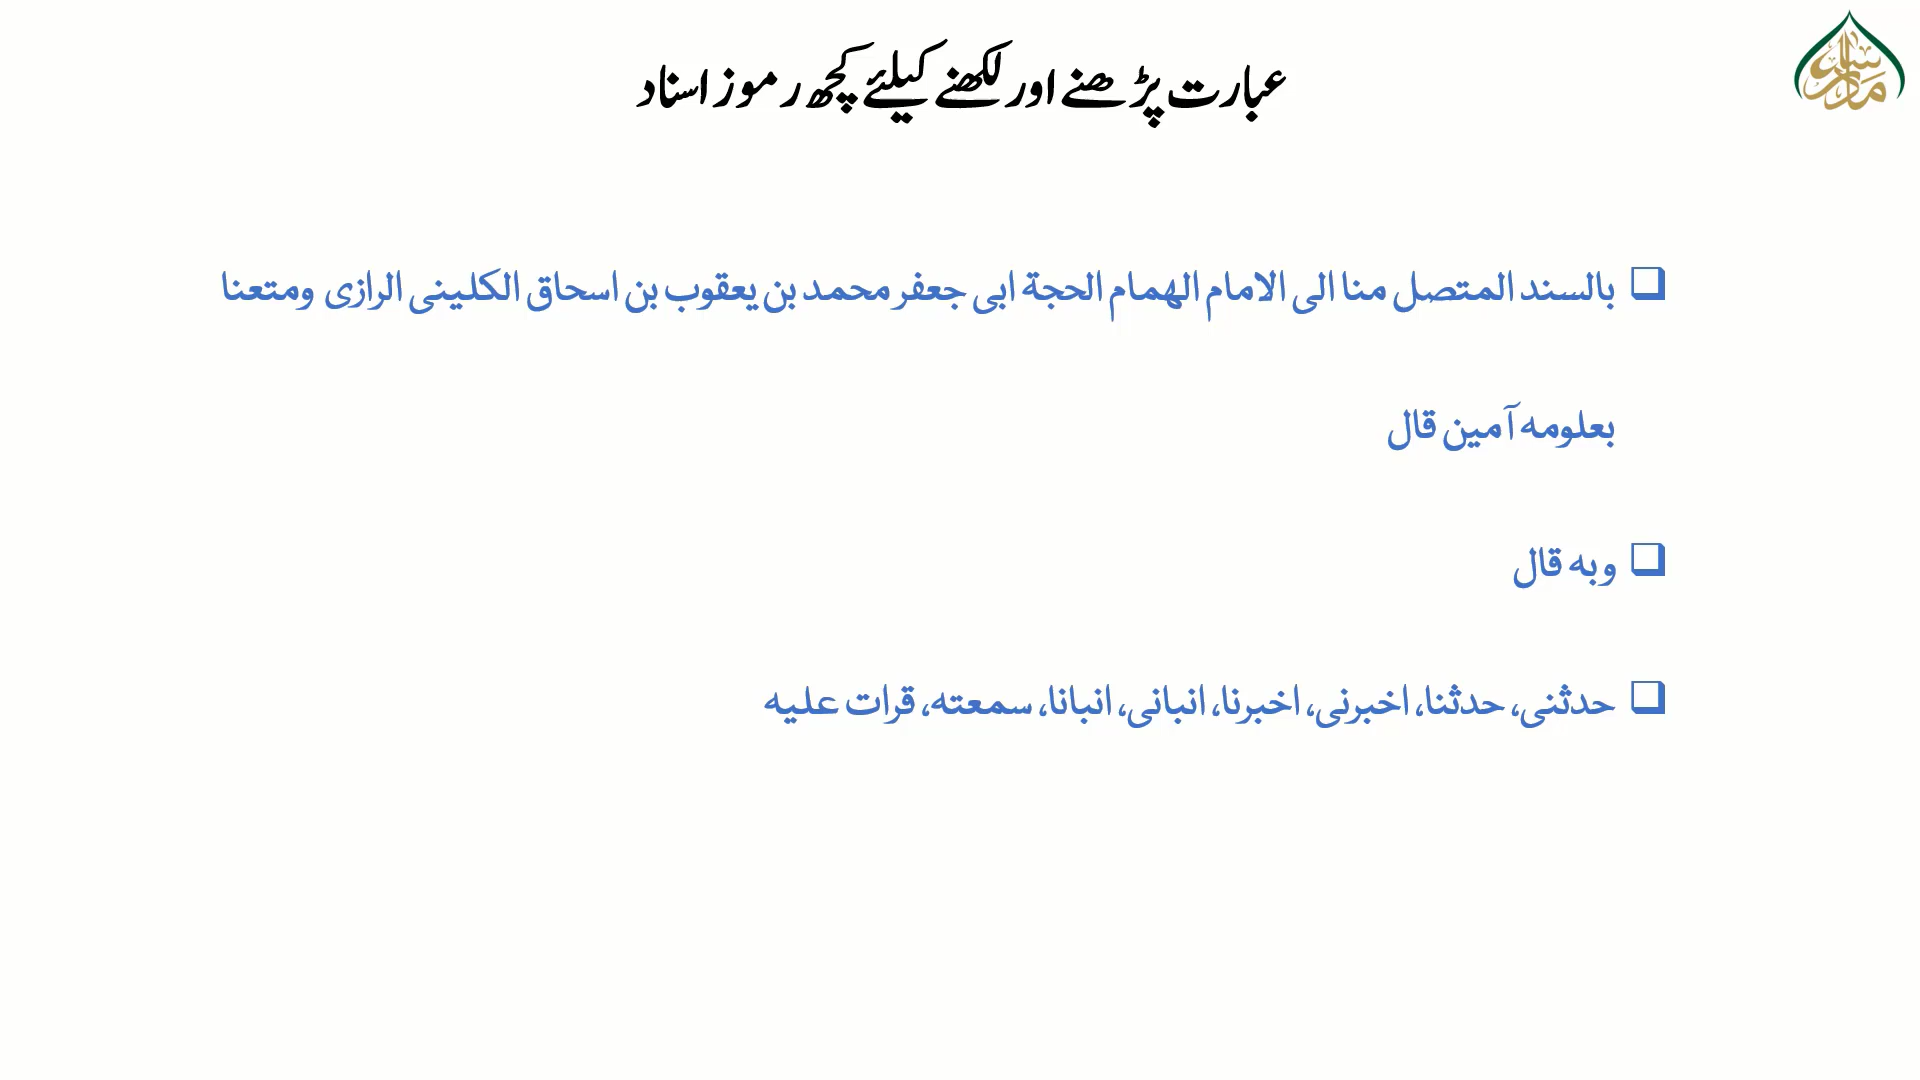 عبارت پڑھنے اور لکھنے کیلئے کچھ رموز اسناد
بالسند المتصل منا الی الامام الهمام الحجة ابی جعفر محمد بن یعقوب بن اسحاق الکلینی الرازی ومتعنا
بعلومه آمین قال
وبه قال
حدثنی، حدثنا، اخبرنی، اخبرنا، انبانی، انبانا، سمعته، قرات علیه